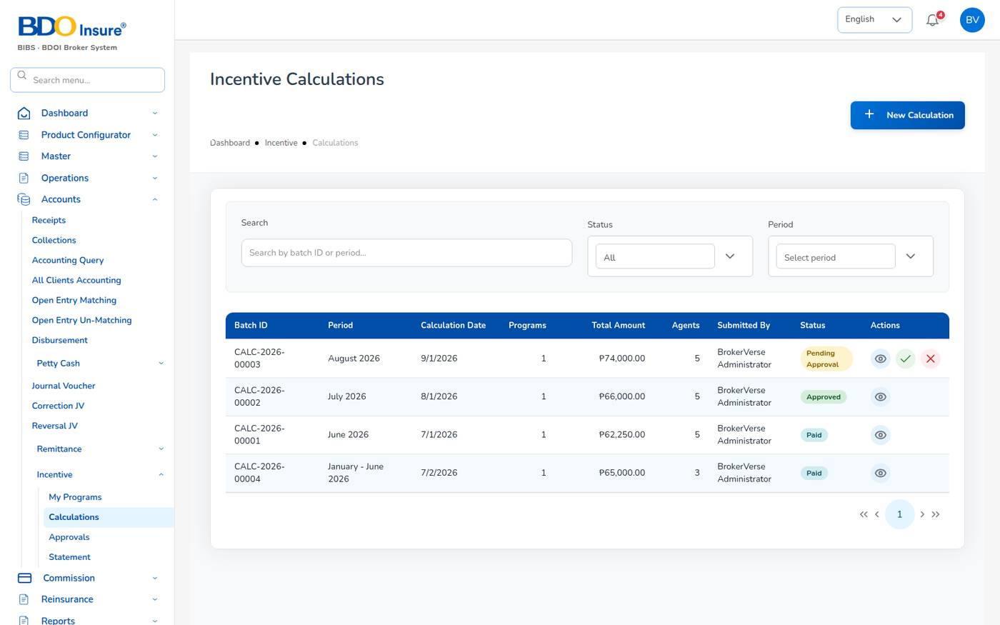 BDO Insure®
BIBS · BDOI Broker System
Search menu...
Dashboard
Product Configurator
Master
Operations
Accounts
Receipts
Collections
Accounting Query
All Clients Accounting
Open Entry Matching
Open Entry Un-Matching
Disbursement
Petty Cash
Journal Voucher
Correction JV
Reversal JV
Remittance
Incentive
My Programs
Calculations
Approvals
Statement
Commission
Reinsurance
Reports
English
4
BV
Incentive Calculations
New Calculation
Dashboard • Incentive • Calculations
Search
Status
Period
Search by batch ID or period...
All
Select period
Batch ID Period Calculation Date Programs Total Amount Agents Submitted By Status Actions
CALC-2026-00003 August 2026 9/1/2026 1 ₱74,000.00 5 BrokerVerse Administrator Pending Approval
CALC-2026-00002 July 2026 8/1/2026 1 ₱66,000.00 5 BrokerVerse Administrator Approved
CALC-2026-00001 June 2026 7/1/2026 1 ₱62,250.00 5 BrokerVerse Administrator Paid
CALC-2026-00004 January - June 2026 7/2/2026 1 ₱65,000.00 3 BrokerVerse Administrator Paid
1